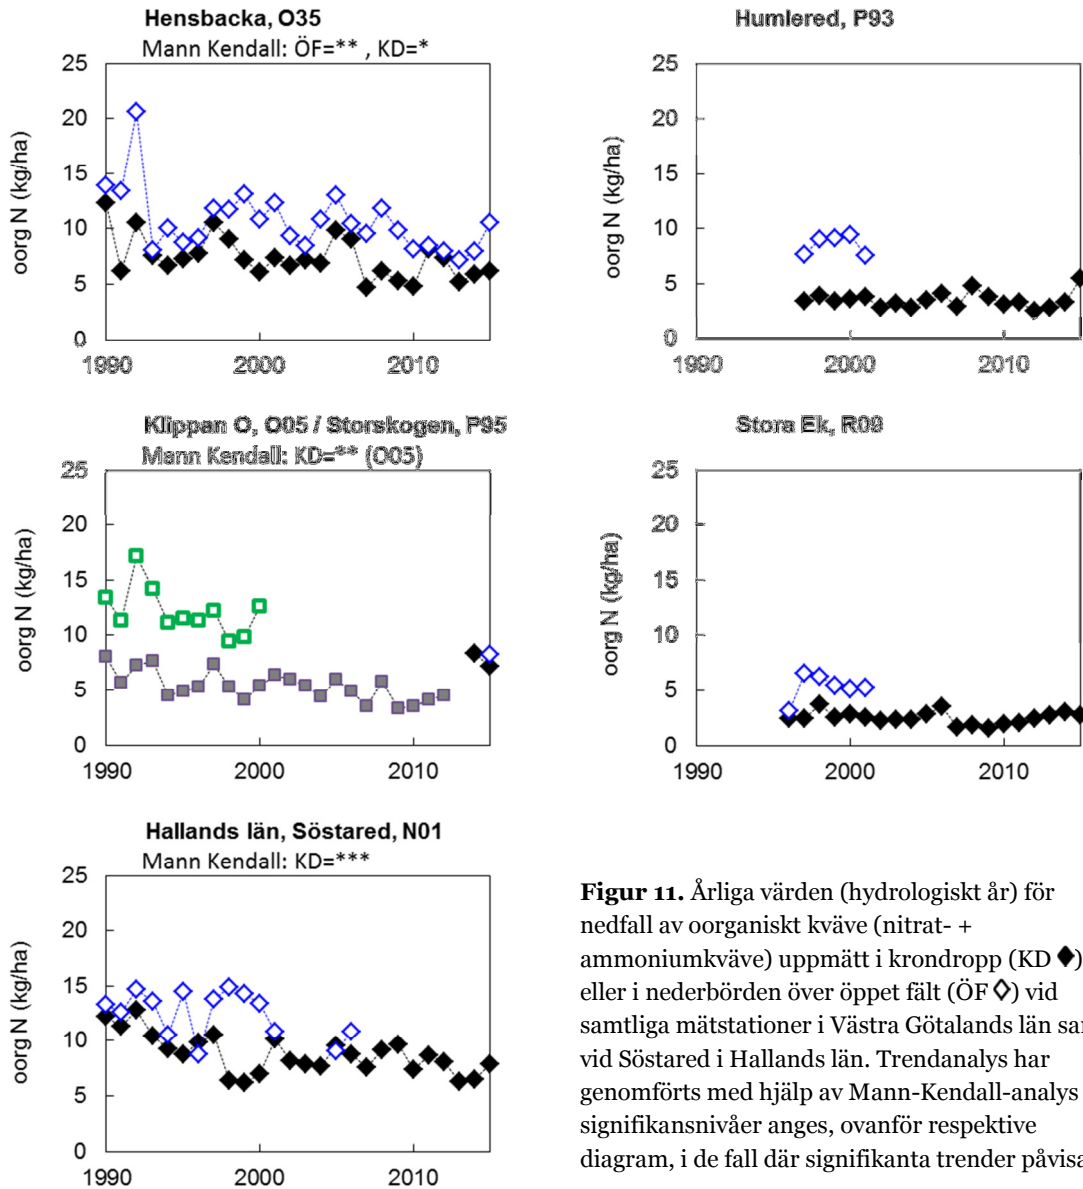 Hensbacka, O35
Mann Kendall: ÖF=** , KD=*
25
20
15
10
5
0
oorg N (kg/ha)
1990 2000 2010
Humlered, P93
25
20
15
10
5
0
oorg N (kg/ha)
1990 2000 2010
Klippan O, O05 / Storskogen, P95
Mann Kendall: KD=** (O05)
25
20
15
10
5
0
oorg N (kg/ha)
1990 2000 2010
Stora Ek, R09
25
20
15
10
5
0
oorg N (kg/ha)
1990 2000 2010
Hallands län, Söstared, N01
Mann Kendall: KD=***
25
20
15
10
5
0
oorg N (kg/ha)
1990 2000 2010
Figur 11. Årliga värden (hydrologiskt år) för
nedfall av oorganiskt kväve (nitrat- +
ammoniumkväve) uppmätt i krondropp (KD ◆)
eller i nederbörden över öppet fält (ÖF ◇) vid
samtliga mätstationer i Västra Götalands län
vid Söstared i Hallands län. Trendanalys har
genomförts med hjälp av Mann-Kendall-analys
signifikansnivåer anges, ovanför respektive
diagram, i de fall där signifikanta trender